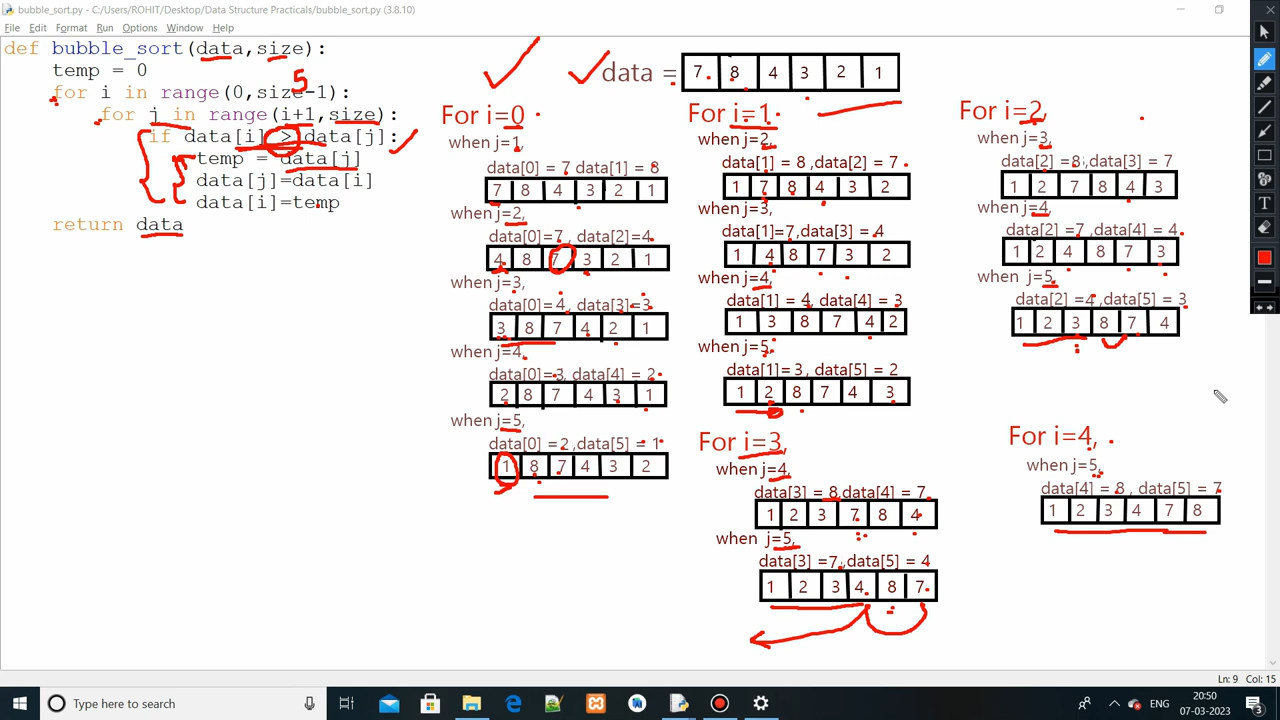 bubble_sort.py - C:/Users/ROHIT/Desktop/Data Structure Practicals/bubble_sort.py (3.8.10)
File Edit Format Run Options Window Help
def bubble_sort(data,size):
temp = 0
5
for i in range(0,size-1):
for j in range(i+1,size):
if data[i] > data[j]:
temp = data[j]
data[j]=data[i]
data[i]=temp
return data
data = 7 8 4 3 2 1
For i=0
when j=1,
data[0] = 7 data[1] = 8
7 8 4 3 2 1
when j=2,
data[0]=7 , data[2]=4
4 8 7 3 2 1
when j=3,
data[0]=4, data[3]=3
3 8 7 4 2 1
when j=4,
data[0]=3, data[4] = 2
2 8 7 4 3 1
when j=5,
data[0] = 2 ,data[5] = 1
1 8 7 4 3 2
For i=1
when j=2,
data[1] = 8 ,data[2] = 7
1 7 8 4 3 2
when j=3,
data[1]=7, data[3] = 4
1 4 8 7 3 2
when j=4,
data[1] = 4, data[4] = 3
1 3 8 7 4 2
when j=5,
data[1]= 3, data[5] = 2
1 2 8 7 4 3
For i=2
when j=3,
data[2] =8, data[3] = 7
1 2 7 8 4 3
when j=4,
data[2] =7, data[4] = 4
1 2 4 8 7 3
when j=5,
data[2] =4 , data[5] = 3
1 2 3 8 7 4
For i=3,
when j=4,
data[3] = 8,data[4] = 7
1 2 3 7 8 4
when j=5,
data[3] =7, data[5] = 4
1 2 3 4 8 7
For i=4,
when j=5,
data[4] = 8 , data[5] = 7
1 2 3 4 7 8
Ln: 9 Col: 15
Type here to search
ENG
20:50
07-03-2023
3